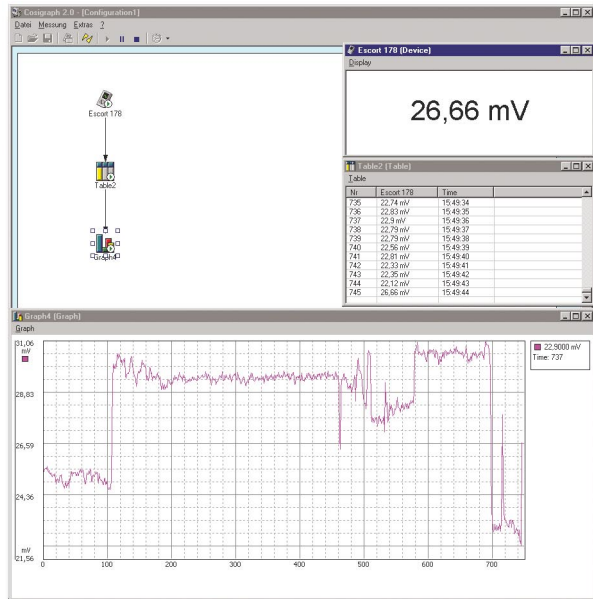 Cosigraph 2.0 - [Configuration1]
Datei Messung Extras ?
Escort 178
Table2
Graph4
Escort 178 (Device)
Display
26,66 mV
Table2 (Table)
Table
Nr Escort 178 Time
735 22,74 mV 15:49:34
736 22,83 mV 15:49:35
737 22,9 mV 15:49:36
738 22,79 mV 15:49:37
739 22,79 mV 15:49:38
740 22,56 mV 15:49:39
741 22,81 mV 15:49:40
742 22,33 mV 15:49:41
743 22,35 mV 15:49:42
744 22,12 mV 15:49:43
745 26,66 mV 15:49:44
Graph4 (Graph)
Graph
31,06
mV
28,83
26,59
24,36
mV
21,56
0 100 200 300 400 500 600 700
22,9000 mV
Time: 737